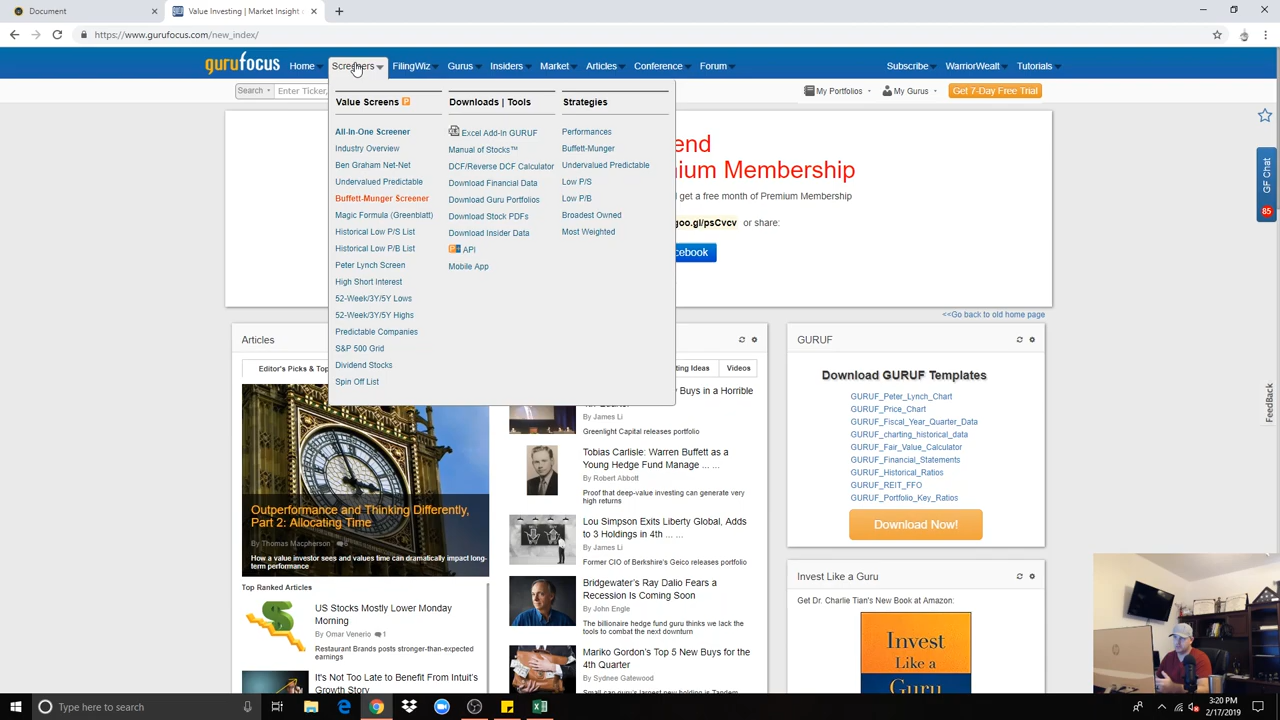 Document
Value Investing | Market Insight
https://www.gurufocus.com/new_index/
gurufocus
Home
Screeners
FilingWiz
Gurus
Insiders
Market
Articles
Conference
Forum
Subscribe
WarriorWealt
Tutorials
Search
Enter Ticker,
My Portfolios
My Gurus
Get 7-Day Free Trial
Value Screens P
All-In-One Screener
Industry Overview
Ben Graham Net-Net
Undervalued Predictable
Buffett-Munger Screener
Magic Formula (Greenblatt)
Historical Low P/S List
Historical Low P/B List
Peter Lynch Screen
High Short Interest
52-Week/3Y/5Y Lows
52-Week/3Y/5Y Highs
Predictable Companies
S&P 500 Grid
Dividend Stocks
Spin Off List
Downloads | Tools
Excel Add-In GURUF
Manual of Stocks™
DCF/Reverse DCF Calculator
Download Financial Data
Download Guru Portfolios
Download Stock PDFs
Download Insider Data
API
Mobile App
Strategies
Performances
Buffett-Munger
Undervalued Predictable
Low P/S
Low P/B
Broadest Owned
Most Weighted
end
ium Membership
get a free month of Premium Membership
goo.gl/psCvcv or share:
cebook
GF Chat
85
FeedBack
<<Go back to old home page
Articles
Editor's Picks & Top
ting Ideas
Videos
Outperformance and Thinking Differently,
Part 2: Allocating Time
By Thomas Macpherson
How a value investor sees and values time can dramatically impact long-
term performance
Top Ranked Articles
US Stocks Mostly Lower Monday
Morning
By Omar Venerio 1
Restaurant Brands posts stronger-than-expected
earnings
It's Not Too Late to Benefit From Intuit's
Growth Story
Buys in a Horrible
By James Li
Greenlight Capital releases portfolio
Tobias Carlisle: Warren Buffett as a
Young Hedge Fund Manage ... ...
By Robert Abbott
Proof that deep-value investing can generate very
high returns
Lou Simpson Exits Liberty Global, Adds
to 3 Holdings in 4th ... ...
By James Li
Former CIO of Berkshire's Geico releases portfolio
Bridgewater's Ray Dalio Fears a
Recession Is Coming Soon
By John Engle
The billionaire hedge fund guru thinks we lack the
tools to combat the next downturn
Mariko Gordon's Top 5 New Buys for the
4th Quarter
By Sydnee Gatewood
GURUF
Download GURUF Templates
GURUF_Peter_Lynch_Chart
GURUF_Price_Chart
GURUF_Fiscal_Year_Quarter_Data
GURUF_charting_historical_data
GURUF_Fair_Value_Calculator
GURUF_Financial_Statements
GURUF_Historical_Ratios
GURUF_REIT_FFO
GURUF_Portfolio_Key_Ratios
Download Now!
Invest Like a Guru
Get Dr. Charlie Tian's New Book at Amazon:
Invest
Like a
Guru
Type here to search
3:20 PM
2/17/2019